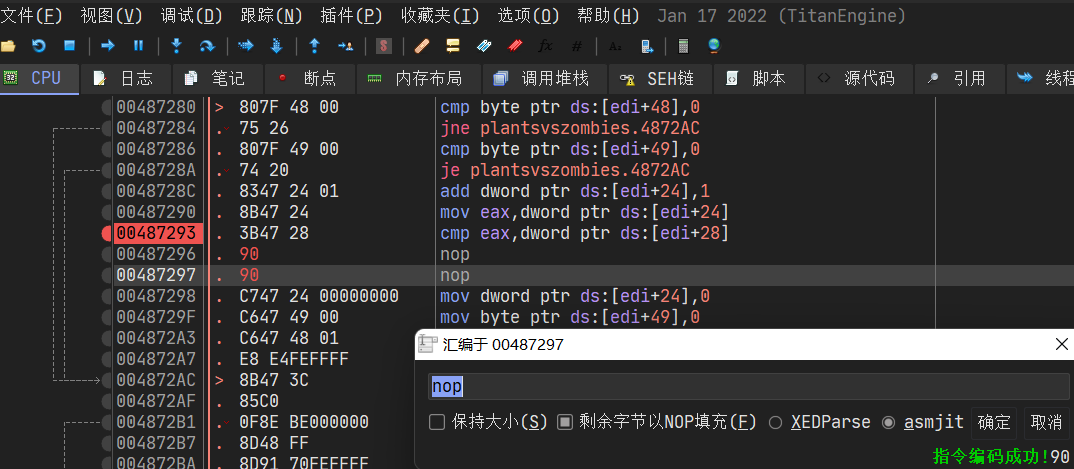 文件(F) 视图(V) 调试(D) 跟踪(N) 插件(P) 收藏夹(I) 选项(O) 帮助(H) Jan 17 2022 (TitanEngine)
CPU 日志 笔记 断点 内存布局 调用堆栈 SEH链 脚本 源代码 引用 线程
00487280 > 807F 48 00 cmp byte ptr ds:[edi+48],0
00487284 . 75 26 jne plantsvszombies.4872AC
00487286 . 807F 49 00 cmp byte ptr ds:[edi+49],0
0048728A . 74 20 je plantsvszombies.4872AC
0048728C . 8347 24 01 add dword ptr ds:[edi+24],1
00487290 . 8B47 24 mov eax,dword ptr ds:[edi+24]
00487293 . 3B47 28 cmp eax,dword ptr ds:[edi+28]
00487296 . 90 nop
00487297 . 90 nop
00487298 . C747 24 00000000 mov dword ptr ds:[edi+24],0
0048729F . C647 49 00 mov byte ptr ds:[edi+49],0
004872A3 . C647 48 01
004872A7 . E8 E4FEFFFF
004872AC > 8B47 3C
004872AF . 85C0
004872B1 . 0F8E BE000000
004872B7 . 8D48 FF
004872BA . 8D91 70FFFFFF
汇编于 00487297
nop
保持大小(S) 剩余字节以NOP填充(F) XEDParse asmjit 确定 取消
指令编码成功!90